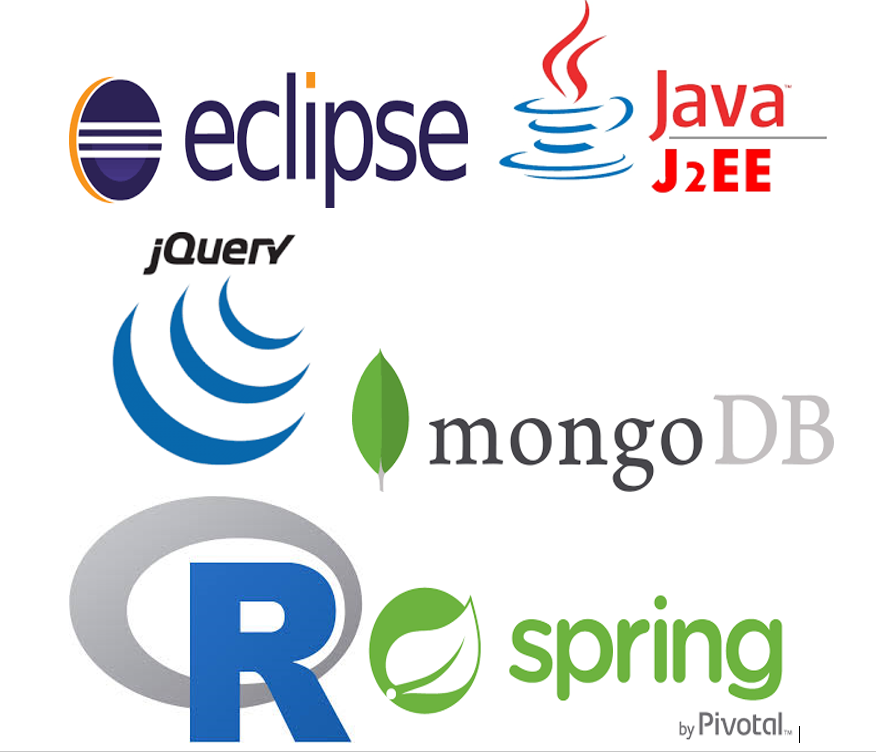 eclipse
Java™
J2EE
jQuery
mongoDB
R
spring
by Pivotal™